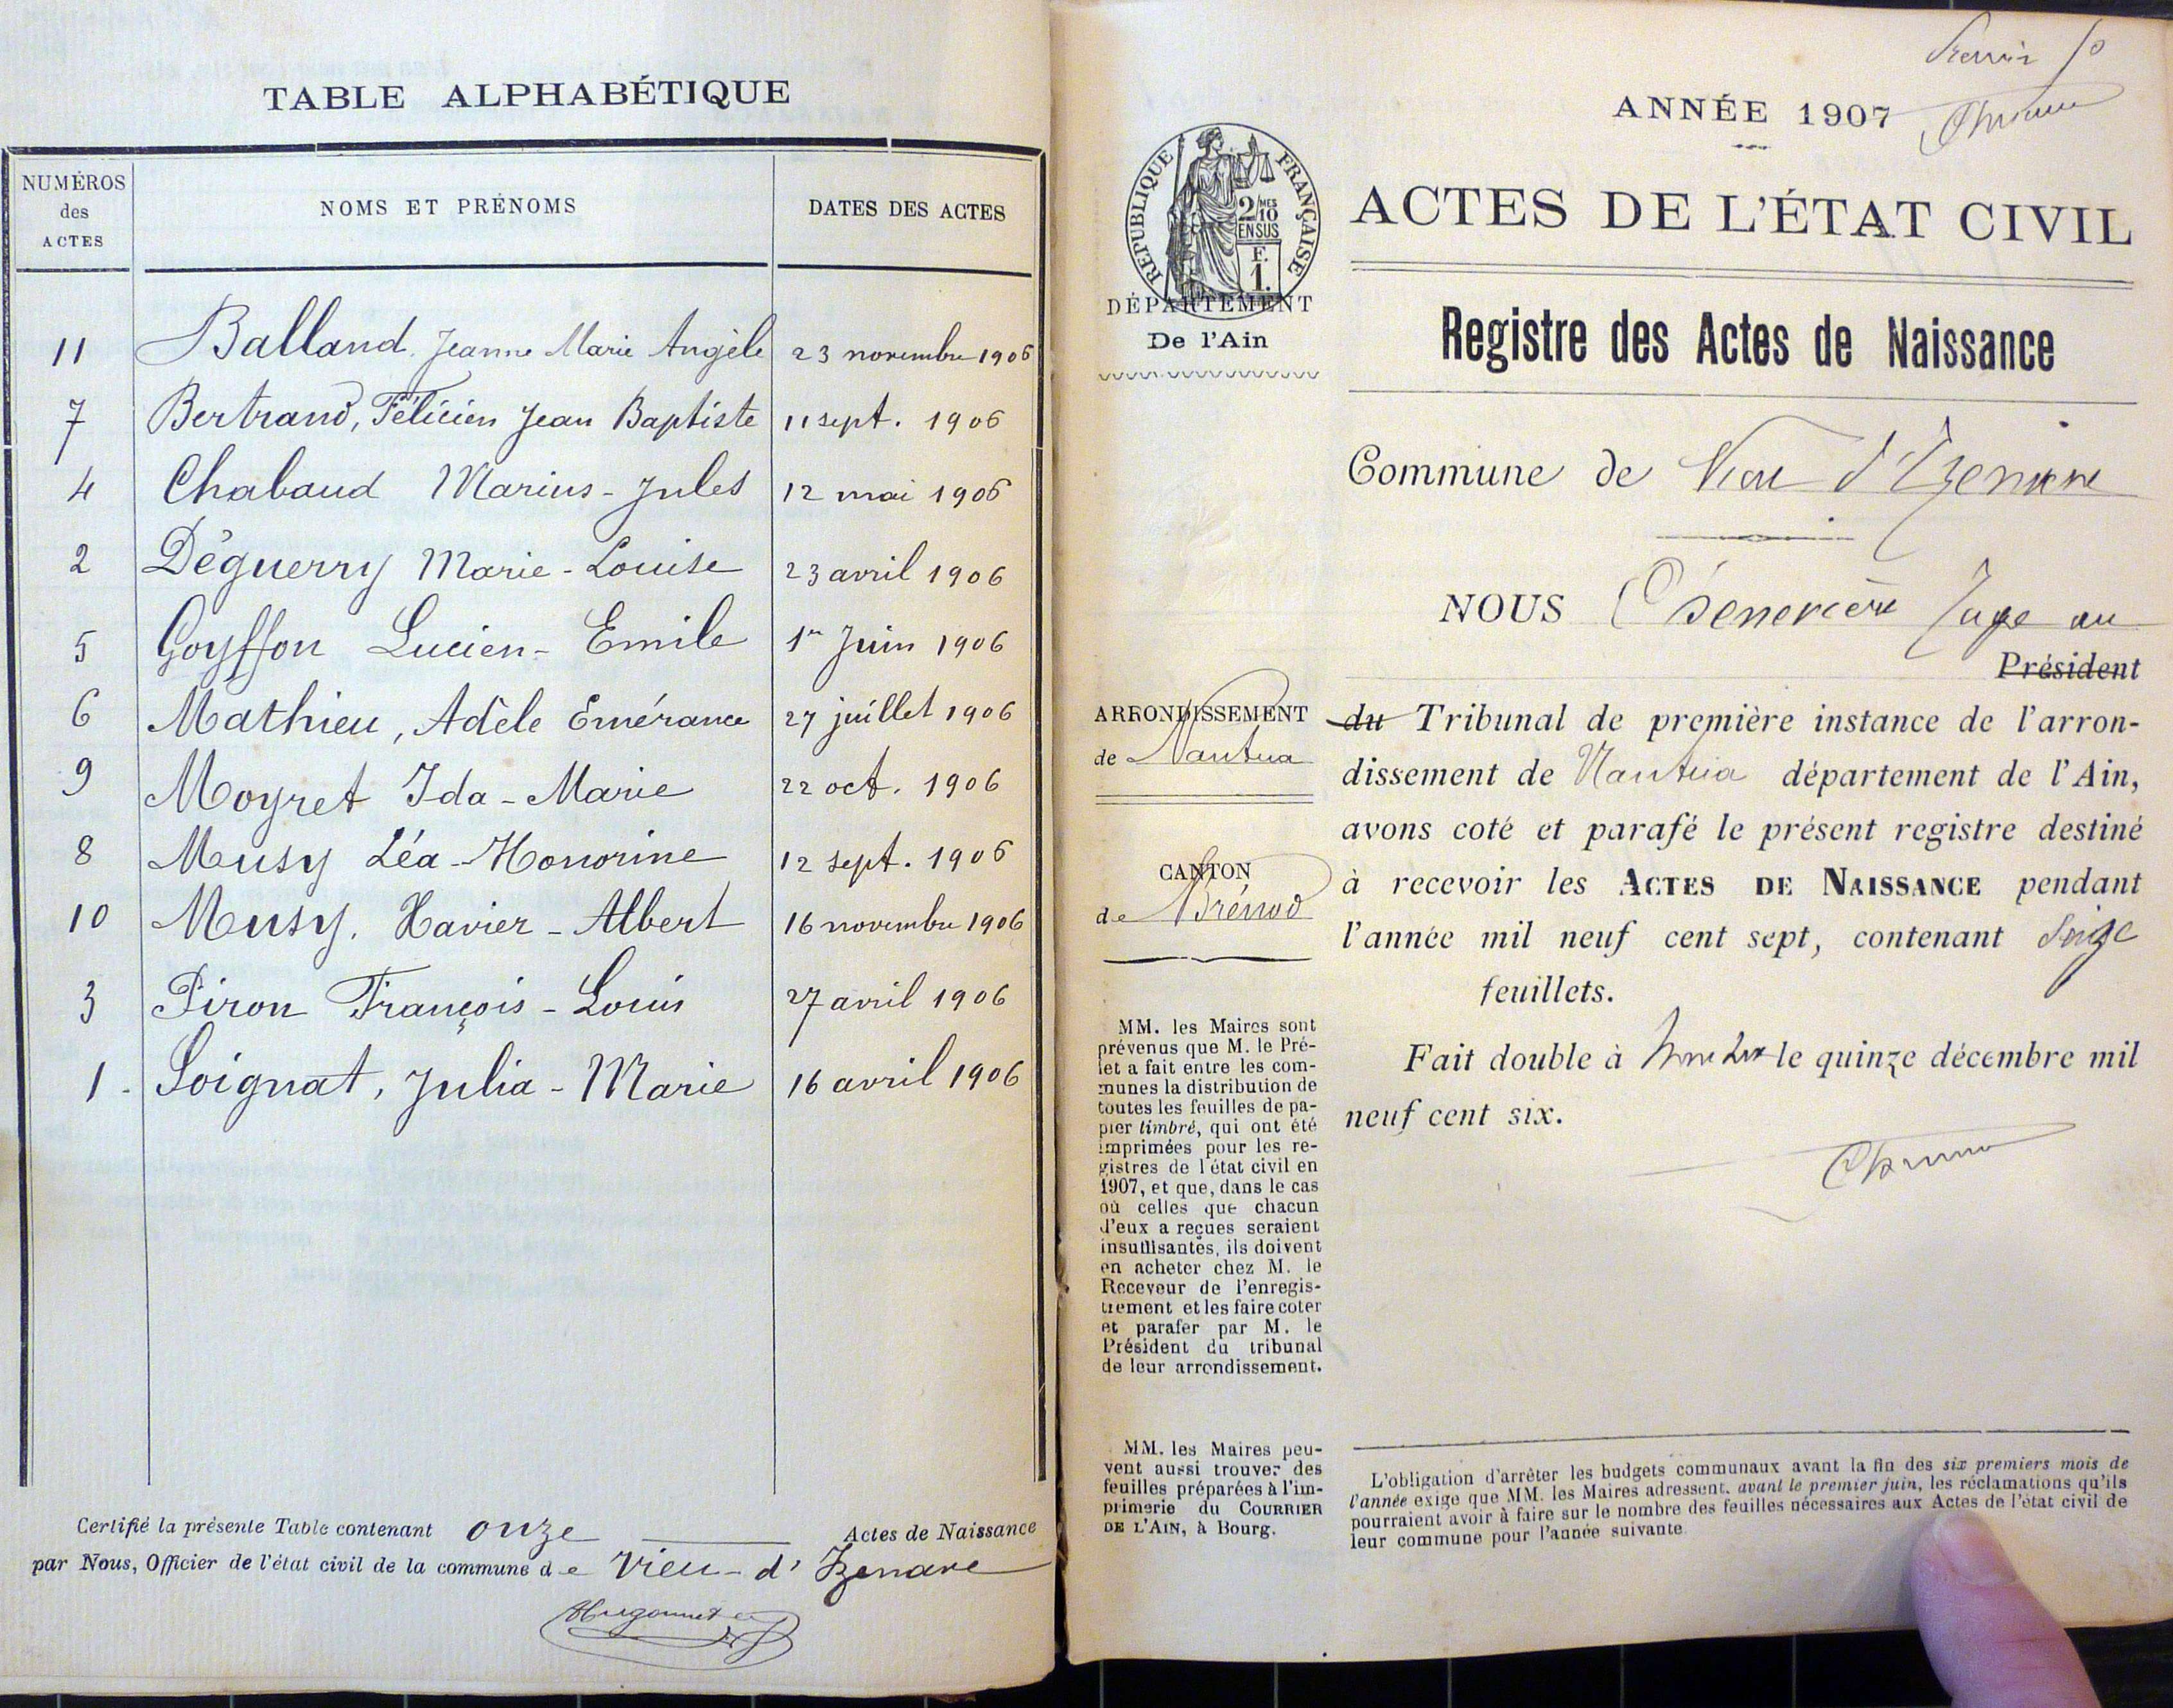 TABLE ALPHABÉTIQUE
NUMÉROS des ACTES NOMS ET PRÉNOMS DATES DES ACTES
11 Balland, Jeanne Marie Angèle 23 novembre 1906
7 Bertrand, Félicien Jean Baptiste 11 sept. 1906
4 Chabaud Marius-Jules 12 mai 1906
2 Déguerry Marie-Louise 23 avril 1906
5 Goyffon Lucien-Emile 1er Juin 1906
6 Mathieu, Adèle Emérance 27 juillet 1906
9 Moyret Ida-Marie 22 oct. 1906
8 Musy Léa-Honorine 12 sept. 1906
10 Musy, Xavier-Albert 16 novembre 1906
3 Piron François-Louis 27 avril 1906
1 Soignat, Julia-Marie 16 avril 1906
Certifié la présente Table contenant onze Actes de Naissance
par Nous, Officier de l'état civil de la commune de Vieu-d'Izenave
ANNÉE 1907
RÉPUBLIQUE FRANÇAISE
2/10 MES
EN SUS
F.
1.
ACTES DE L'ÉTAT CIVIL
DÉPARTEMENT
De l'Ain
Registre des Actes de Naissance
Commune de Vieu d'Izenave
NOUS Juge au
Président
ARRONDISSEMENT
de Nantua
du Tribunal de première instance de l'arron-
dissement de Nantua département de l'Ain,
avons coté et parafé le présent registre destiné
à recevoir les ACTES DE NAISSANCE pendant
l'année mil neuf cent sept, contenant Seize
feuillets.
CANTON
de Brénod
Fait double à le quinze décembre mil
neuf cent six.
MM. les Maires sont
prévenus que M. le Pré-
fet a fait entre les com-
munes la distribution de
toutes les feuilles de pa-
pier timbré, qui ont été
imprimées pour les re-
gistres de l'état civil en
1907, et que, dans le cas
où celles que chacun
d'eux a reçues seraient
insuffisantes, ils doivent
en acheter chez M. le
Receveur de l'enregis-
trement et les faire coter
et parafer par M. le
Président du tribunal
de leur arrondissement.
MM. les Maires peu-
vent aussi trouver des
feuilles préparées à l'im-
primerie du COURRIER
DE L'AIN, à Bourg.
L'obligation d'arrêter les budgets communaux avant la fin des six premiers mois de
l'année exige que MM. les Maires adressent, avant le premier juin, les réclamations qu'ils
pourraient avoir à faire sur le nombre des feuilles nécessaires aux Actes de l'état civil de
leur commune pour l'année suivante